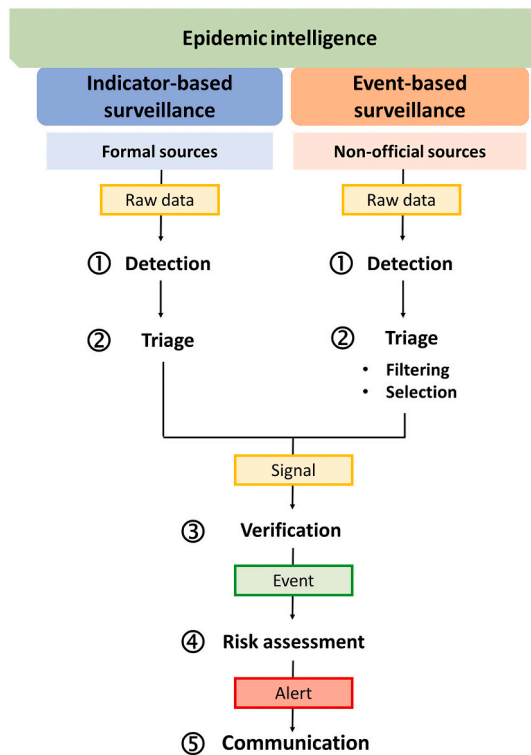 Epidemic intelligence
Indicator-based
surveillance
Event-based
surveillance
Formal sources
Non-official sources
Raw data
Raw data
① Detection
① Detection
② Triage
② Triage
• Filtering
• Selection
Signal
③ Verification
Event
④ Risk assessment
Alert
⑤ Communication